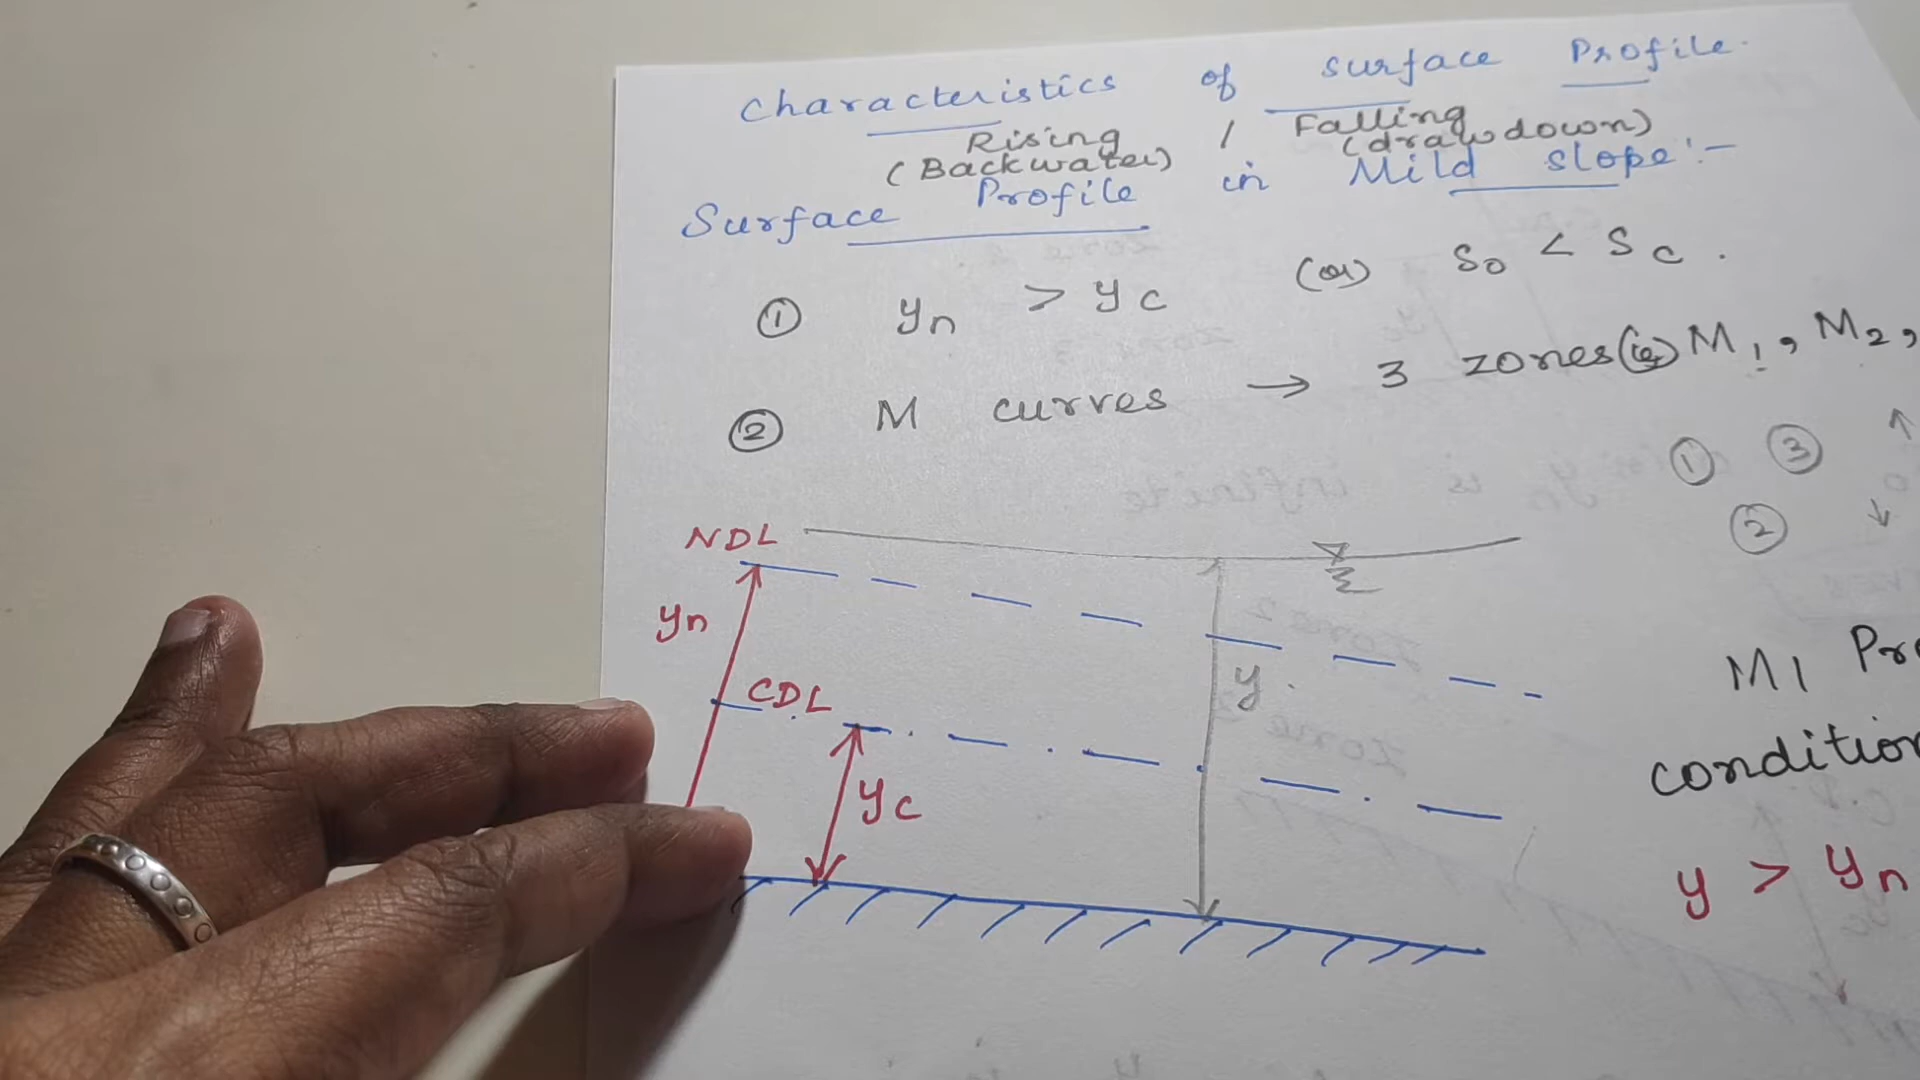 Characteristics of surface Profile.
Rising / Falling
(Backwater) (drawdown)
Surface Profile in Mild slope :-
① yn > yc (or) So < Sc .
② M curves → 3 zones (ie) M1, M2,
① ③
②
NDL
yn
CDL
yc
y.
M1
condition
y > yn